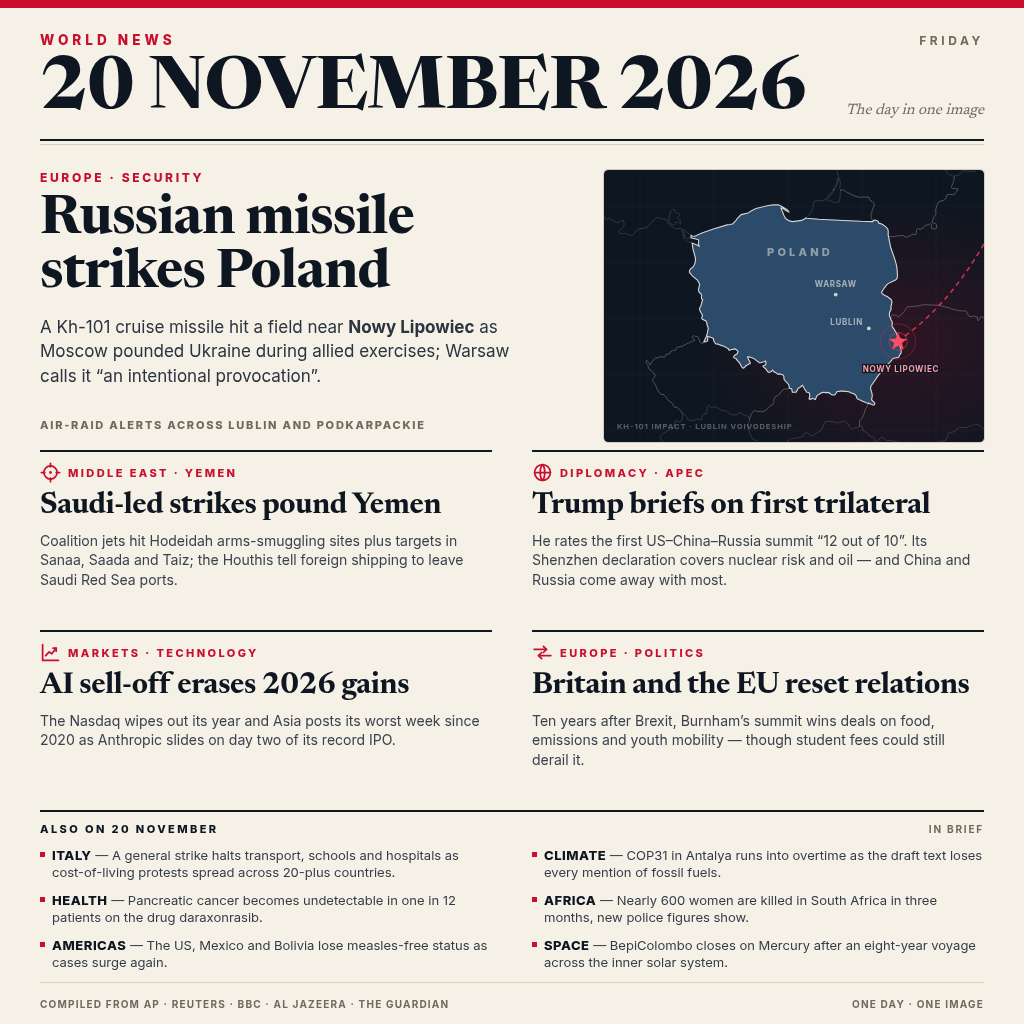 WORLD NEWS
FRIDAY
20 NOVEMBER 2026
The day in one image
EUROPE · SECURITY
Russian missile
strikes Poland
A Kh-101 cruise missile hit a field near Nowy Lipowiec as
Moscow pounded Ukraine during allied exercises; Warsaw
calls it “an intentional provocation”.
AIR-RAID ALERTS ACROSS LUBLIN AND PODKARPACKIE
POLAND
WARSAW
LUBLIN
NOWY LIPOWIEC
KH-101 IMPACT · LUBLIN VOIVODESHIP
MIDDLE EAST · YEMEN
Saudi-led strikes pound Yemen
Coalition jets hit Hodeidah arms-smuggling sites plus targets in
Sanaa, Saada and Taiz; the Houthis tell foreign shipping to leave
Saudi Red Sea ports.
DIPLOMACY · APEC
Trump briefs on first trilateral
He rates the first US–China–Russia summit “12 out of 10”. Its
Shenzhen declaration covers nuclear risk and oil — and China and
Russia come away with most.
MARKETS · TECHNOLOGY
AI sell-off erases 2026 gains
The Nasdaq wipes out its year and Asia posts its worst week since
2020 as Anthropic slides on day two of its record IPO.
EUROPE · POLITICS
Britain and the EU reset relations
Ten years after Brexit, Burnham’s summit wins deals on food,
emissions and youth mobility — though student fees could still
derail it.
ALSO ON 20 NOVEMBER
IN BRIEF
ITALY — A general strike halts transport, schools and hospitals as
cost-of-living protests spread across 20-plus countries.
HEALTH — Pancreatic cancer becomes undetectable in one in 12
patients on the drug daraxonrasib.
AMERICAS — The US, Mexico and Bolivia lose measles-free status as
cases surge again.
CLIMATE — COP31 in Antalya runs into overtime as the draft text loses
every mention of fossil fuels.
AFRICA — Nearly 600 women are killed in South Africa in three
months, new police figures show.
SPACE — BepiColombo closes on Mercury after an eight-year voyage
across the inner solar system.
COMPILED FROM AP · REUTERS · BBC · AL JAZEERA · THE GUARDIAN
ONE DAY · ONE IMAGE